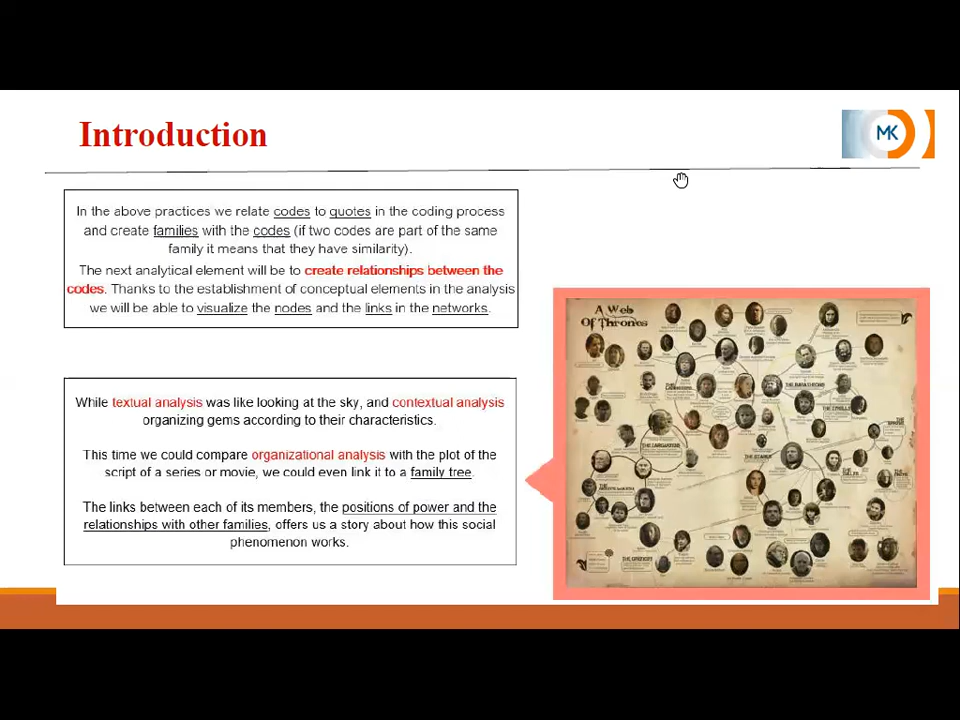 Introduction
MK
In the above practices we relate codes to quotes in the coding process
and create families with the codes (if two codes are part of the same
family it means that they have similarity).
The next analytical element will be to create relationships between the
codes. Thanks to the establishment of conceptual elements in the analysis
we will be able to visualize the nodes and the links in the networks.
While textual analysis was like looking at the sky, and contextual analysis
organizing gems according to their characteristics.
This time we could compare organizational analysis with the plot of the
script of a series or movie, we could even link it to a family tree.
The links between each of its members, the positions of power and the
relationships with other families, offers us a story about how this social
phenomenon works.
A Web
Of Thrones